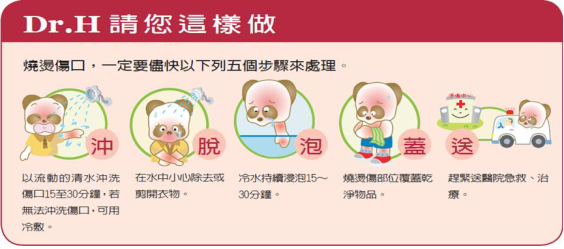 Dr.H 請您這樣做
燒燙傷口，一定要儘快以下列五個步驟來處理。
沖
脫
泡
蓋
送
以流動的清水沖洗
傷口15至30分鐘，若
無法沖洗傷口，可用
冷敷。
在水中小心除去或
剪開衣物。
冷水持續浸泡15～
30分鐘。
燒燙傷部位覆蓋乾
淨物品。
趕緊送醫院急救、治
療。